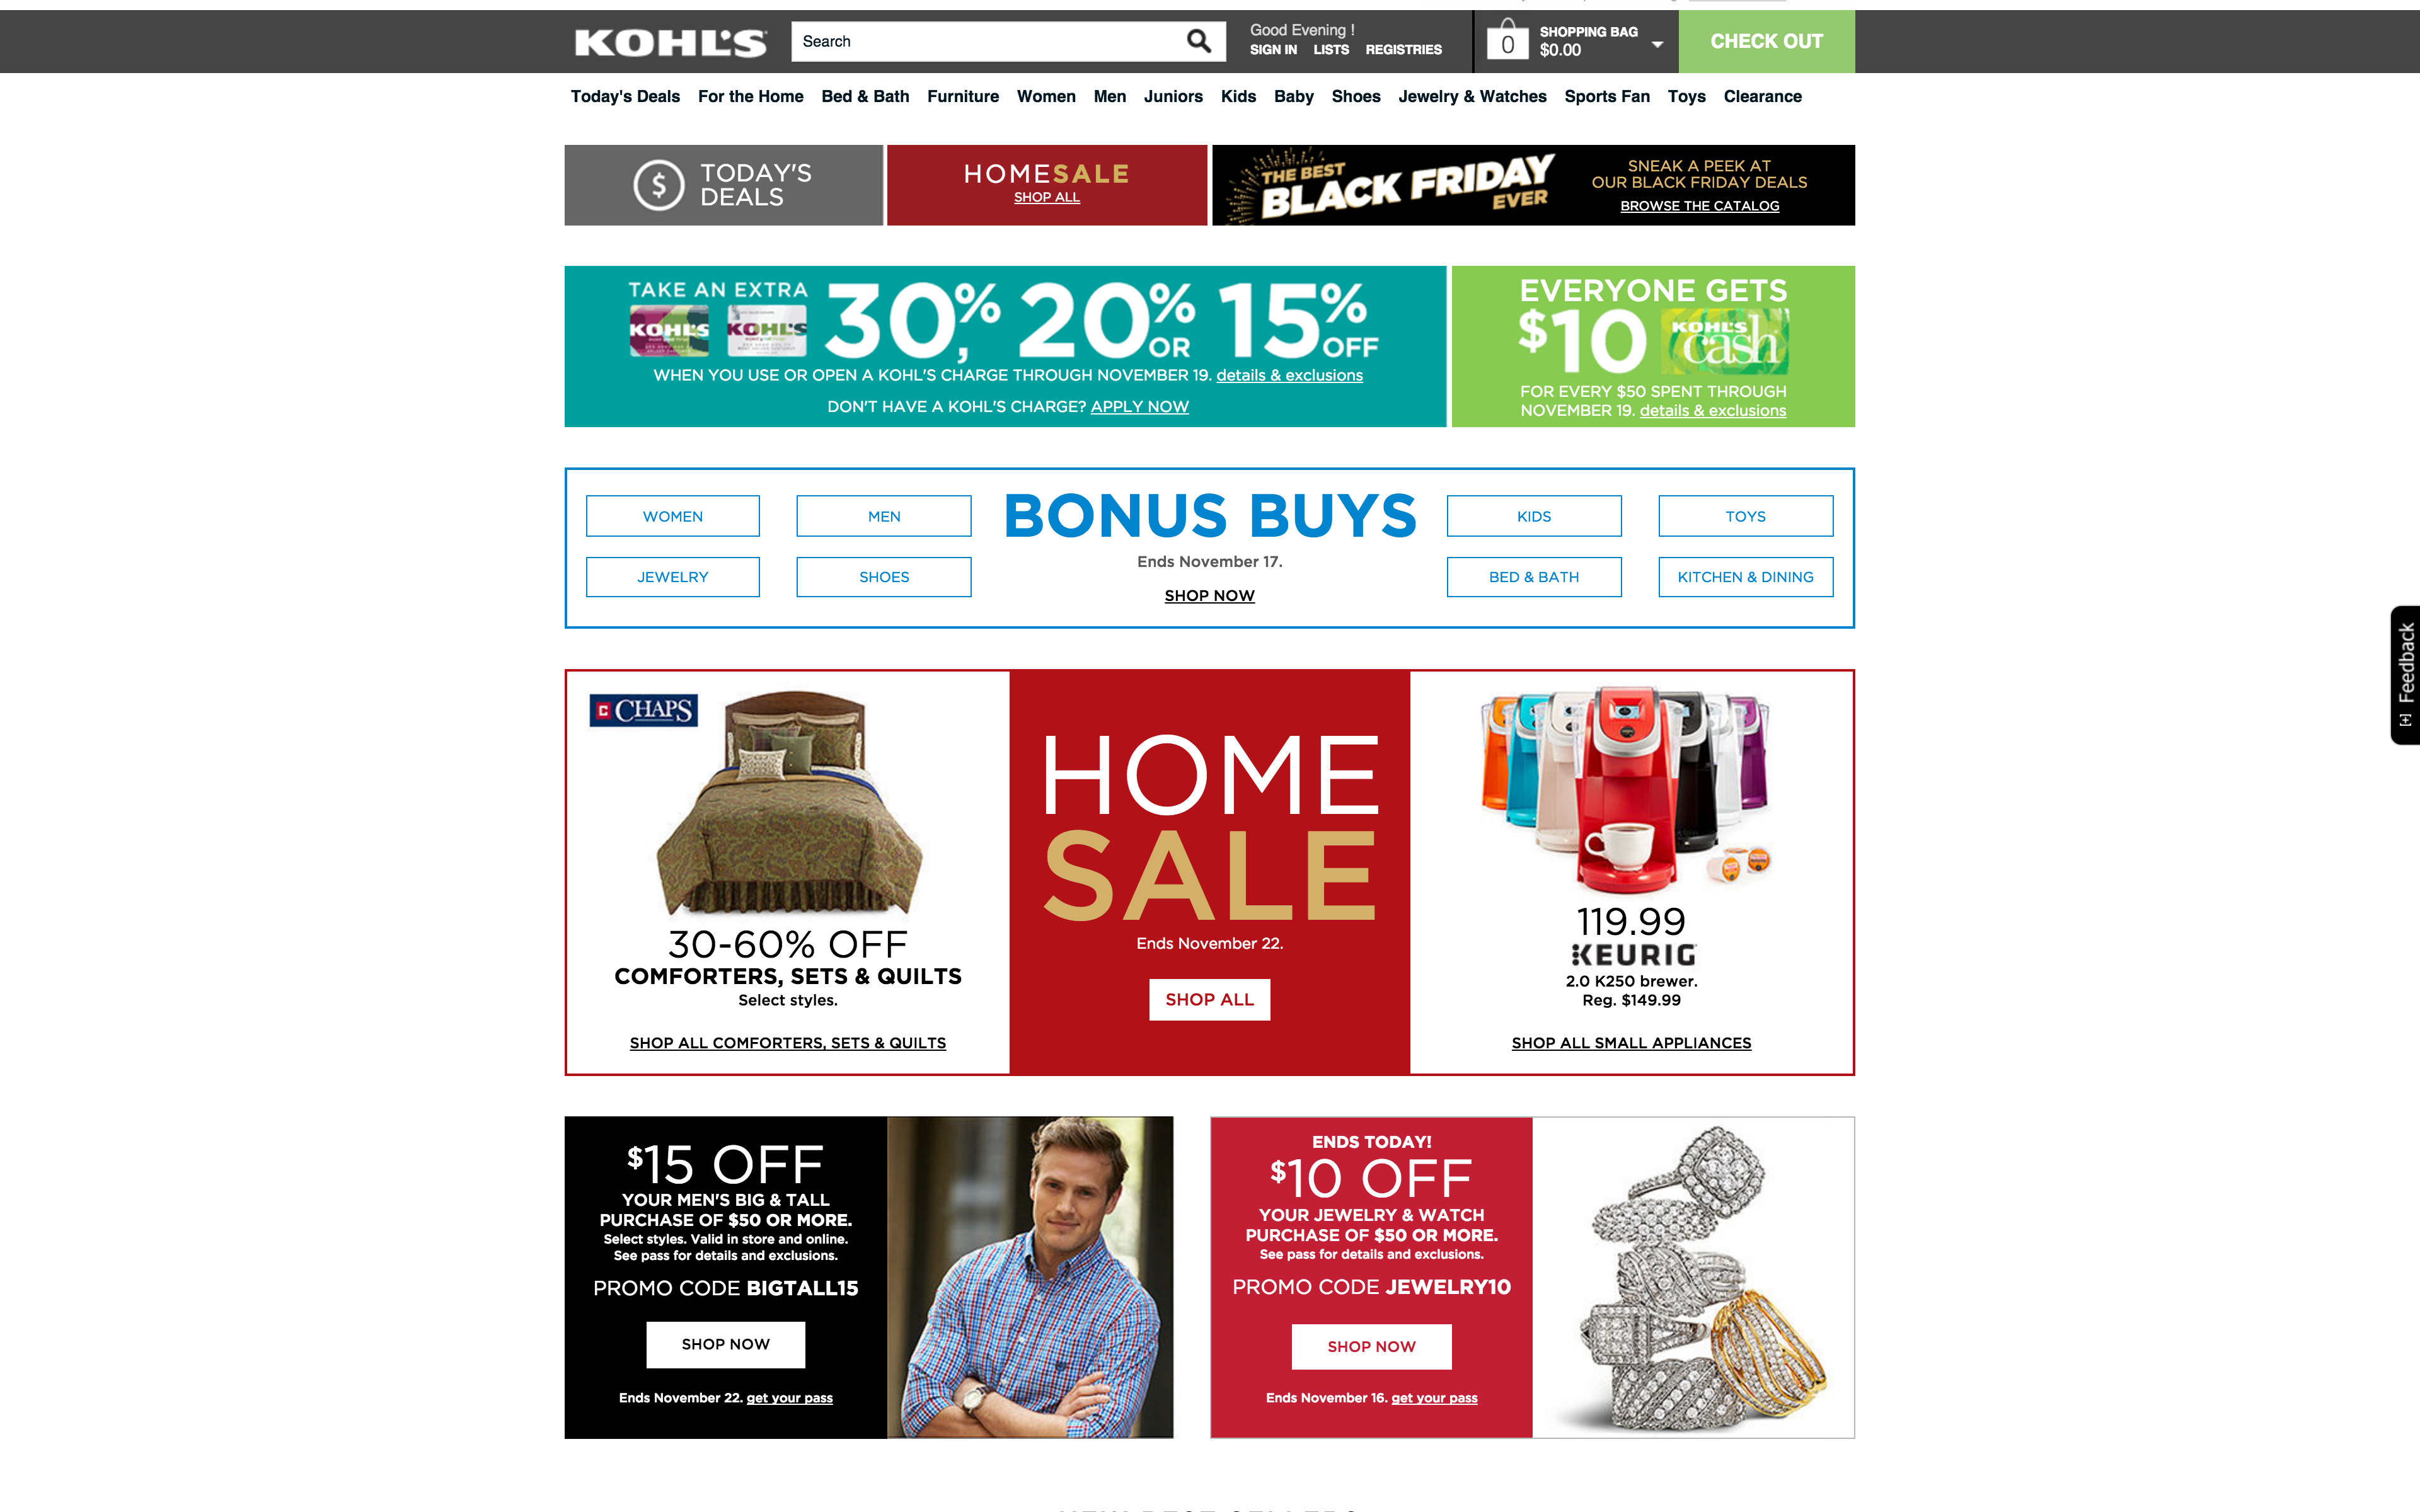 KOHL'S
Search
Good Evening !
SIGN IN LISTS REGISTRIES
0
SHOPPING BAG
$0.00
CHECK OUT
Today's Deals For the Home Bed & Bath Furniture Women Men Juniors Kids Baby Shoes Jewelry & Watches Sports Fan Toys Clearance
$
TODAY'S
DEALS
HOMESALE
SHOP ALL
THE BEST
BLACK FRIDAY
EVER
SNEAK A PEEK AT
OUR BLACK FRIDAY DEALS
BROWSE THE CATALOG
TAKE AN EXTRA
KOHL'S
KOHL'S
30%, 20% OR 15% OFF
WHEN YOU USE OR OPEN A KOHL'S CHARGE THROUGH NOVEMBER 19. details & exclusions
DON'T HAVE A KOHL'S CHARGE? APPLY NOW
EVERYONE GETS
$10
KOHL'S
cash
FOR EVERY $50 SPENT THROUGH
NOVEMBER 19. details & exclusions
WOMEN
MEN
JEWELRY
SHOES
BONUS BUYS
Ends November 17.
SHOP NOW
KIDS
TOYS
BED & BATH
KITCHEN & DINING
[+] Feedback
C CHAPS
30-60% OFF
COMFORTERS, SETS & QUILTS
Select styles.
SHOP ALL COMFORTERS, SETS & QUILTS
HOME
SALE
Ends November 22.
SHOP ALL
119.99
KEURIG
2.0 K250 brewer.
Reg. $149.99
SHOP ALL SMALL APPLIANCES
$15 OFF
YOUR MEN'S BIG & TALL
PURCHASE OF $50 OR MORE.
Select styles. Valid in store and online.
See pass for details and exclusions.
PROMO CODE BIGTALL15
SHOP NOW
Ends November 22. get your pass
ENDS TODAY!
$10 OFF
YOUR JEWELRY & WATCH
PURCHASE OF $50 OR MORE.
See pass for details and exclusions.
PROMO CODE JEWELRY10
SHOP NOW
Ends November 16. get your pass